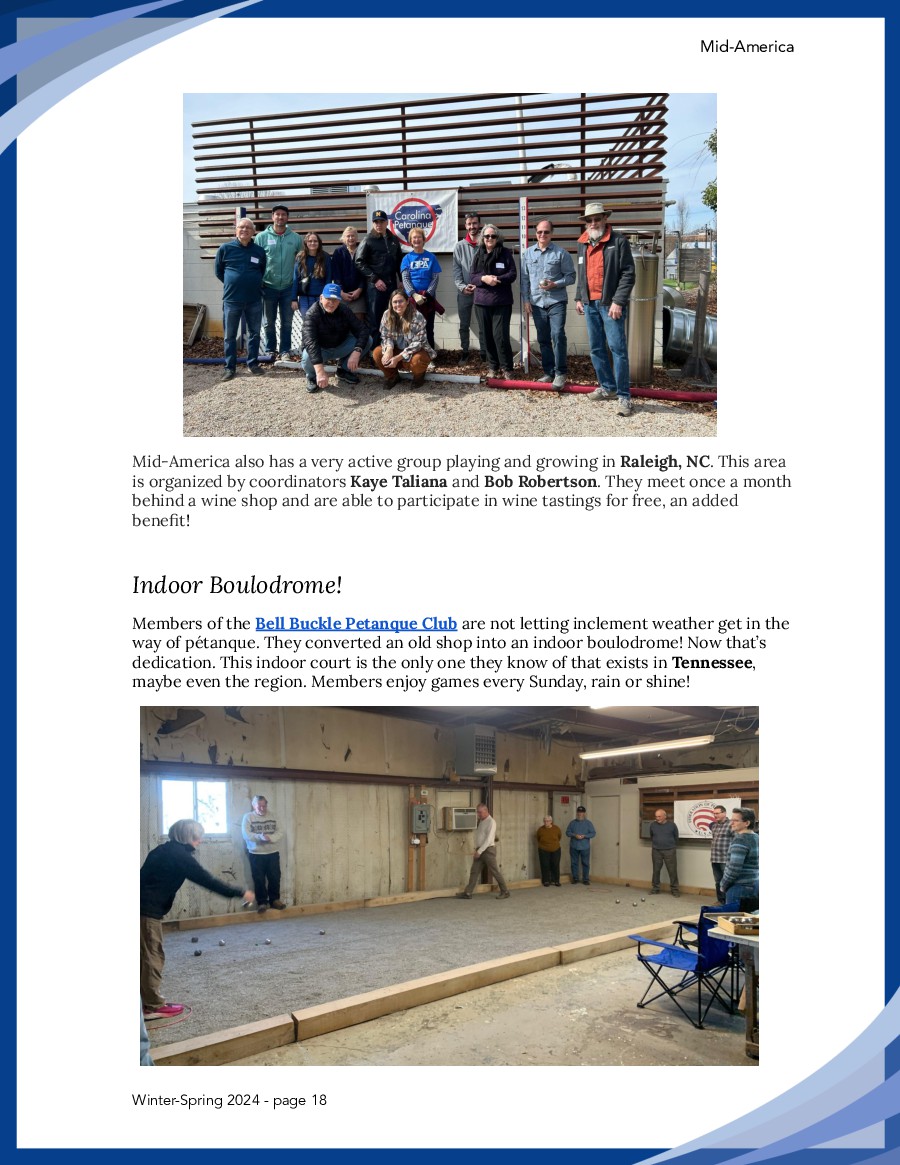 Mid-America
Carolina
Petanque
Mid-America also has a very active group playing and growing in Raleigh, NC. This area
is organized by coordinators Kaye Taliana and Bob Robertson. They meet once a month
behind a wine shop and are able to participate in wine tastings for free, an added
benefit!
Indoor Boulodrome!
Members of the Bell Buckle Petanque Club are not letting inclement weather get in the
way of pétanque. They converted an old shop into an indoor boulodrome! Now that's
dedication. This indoor court is the only one they know of that exists in Tennessee,
maybe even the region. Members enjoy games every Sunday, rain or shine!
Winter-Spring 2024 - page 18